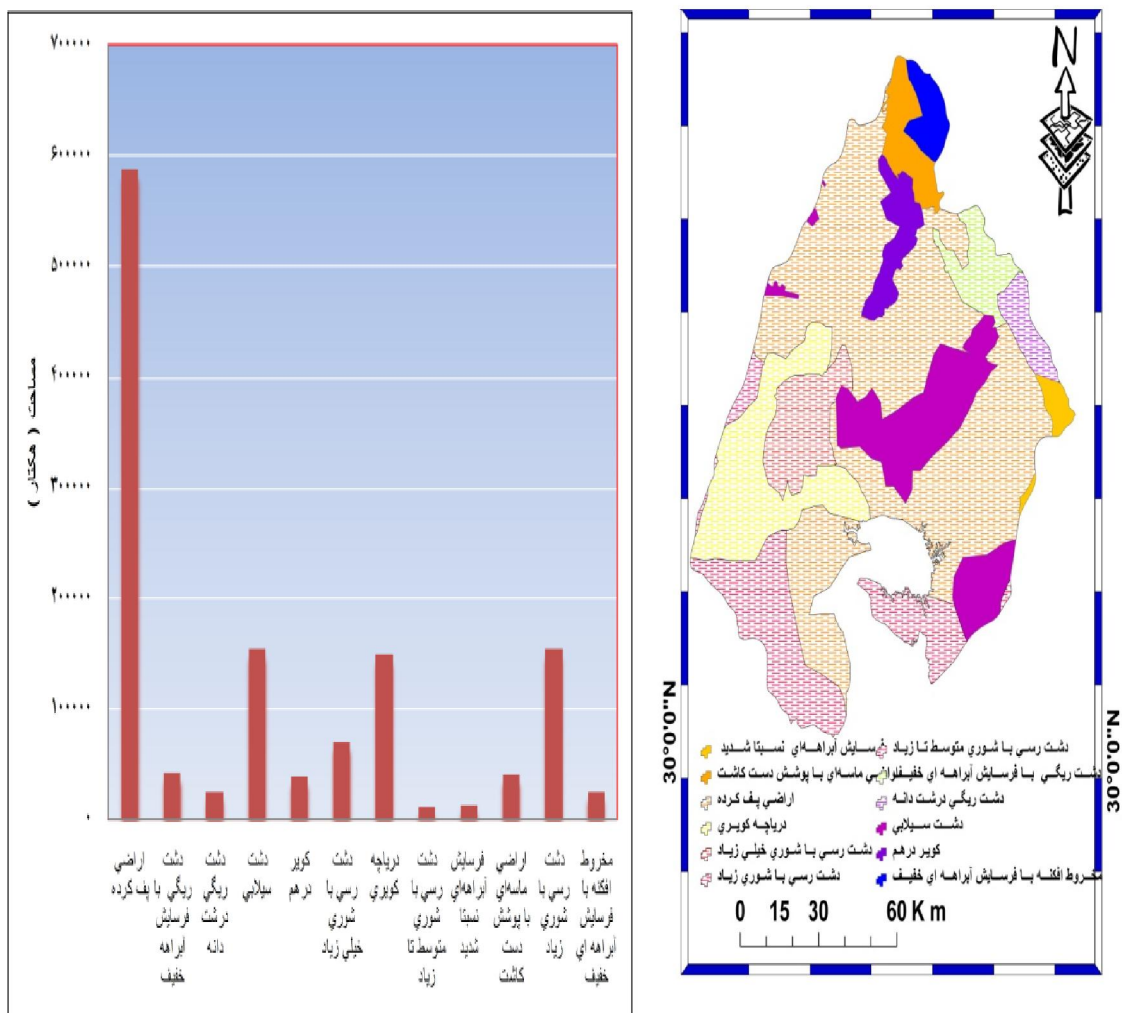 ۷۰۰۰۰۰
۶۰۰۰۰۰
۵۰۰۰۰۰
۴۰۰۰۰۰
۳۰۰۰۰۰
۲۰۰۰۰۰
۱۰۰۰۰۰
۰
مساحت ( هکتار )
اراضي
پف کرده
دشت
ريگي با
فرسايش
آبراهه
خفيف
دشت
ريگي
درشت
دانه
دشت
سيلابي
کوير
درهم
دشت
رسي با
شوري
خيلي زياد
درياچه
کويري
دشت
رسي با
شوري
متوسط تا
زياد
فرسايش
آبراهه‌اي
نسبتا
شديد
اراضي
ماسه‌اي
با پوشش
دست
کاشت
دشت
رسي با
شوري
زياد
مخروط
افکنه با
فرسايش
آبراهه اي
خفيف
N
30°0'0"N
30°0'0"N
دشت رسي با شوري متوسط تا زياد
دشت ريگي با فرسايش آبراهه اي خفيف
دشت ريگي درشت دانه
دشت سيلابي
کوير درهم
مخروط افکنه با فرسايش آبراهه اي خفيف
آبراهه‌اي نسبتا شديد
ماسه‌اي با پوشش دست کاشت
اراضي پف کرده
درياچه کويري
دشت رسي با شوري خيلي زياد
دشت رسي با شوري زياد
0 15 30 60 Km